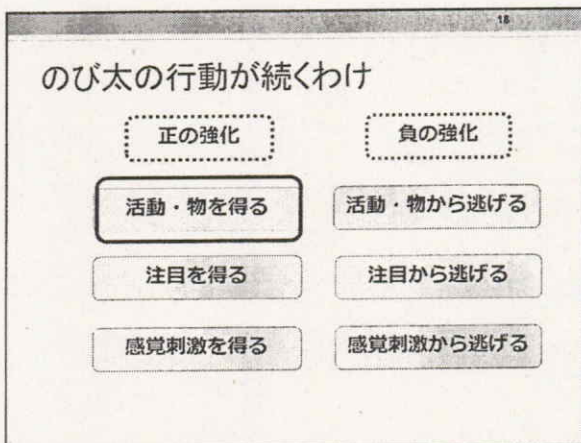 18
のび太の行動が続くわけ
正の強化 負の強化
活動・物を得る 活動・物から逃げる
注目を得る 注目から逃げる
感覚刺激を得る 感覚刺激から逃げる